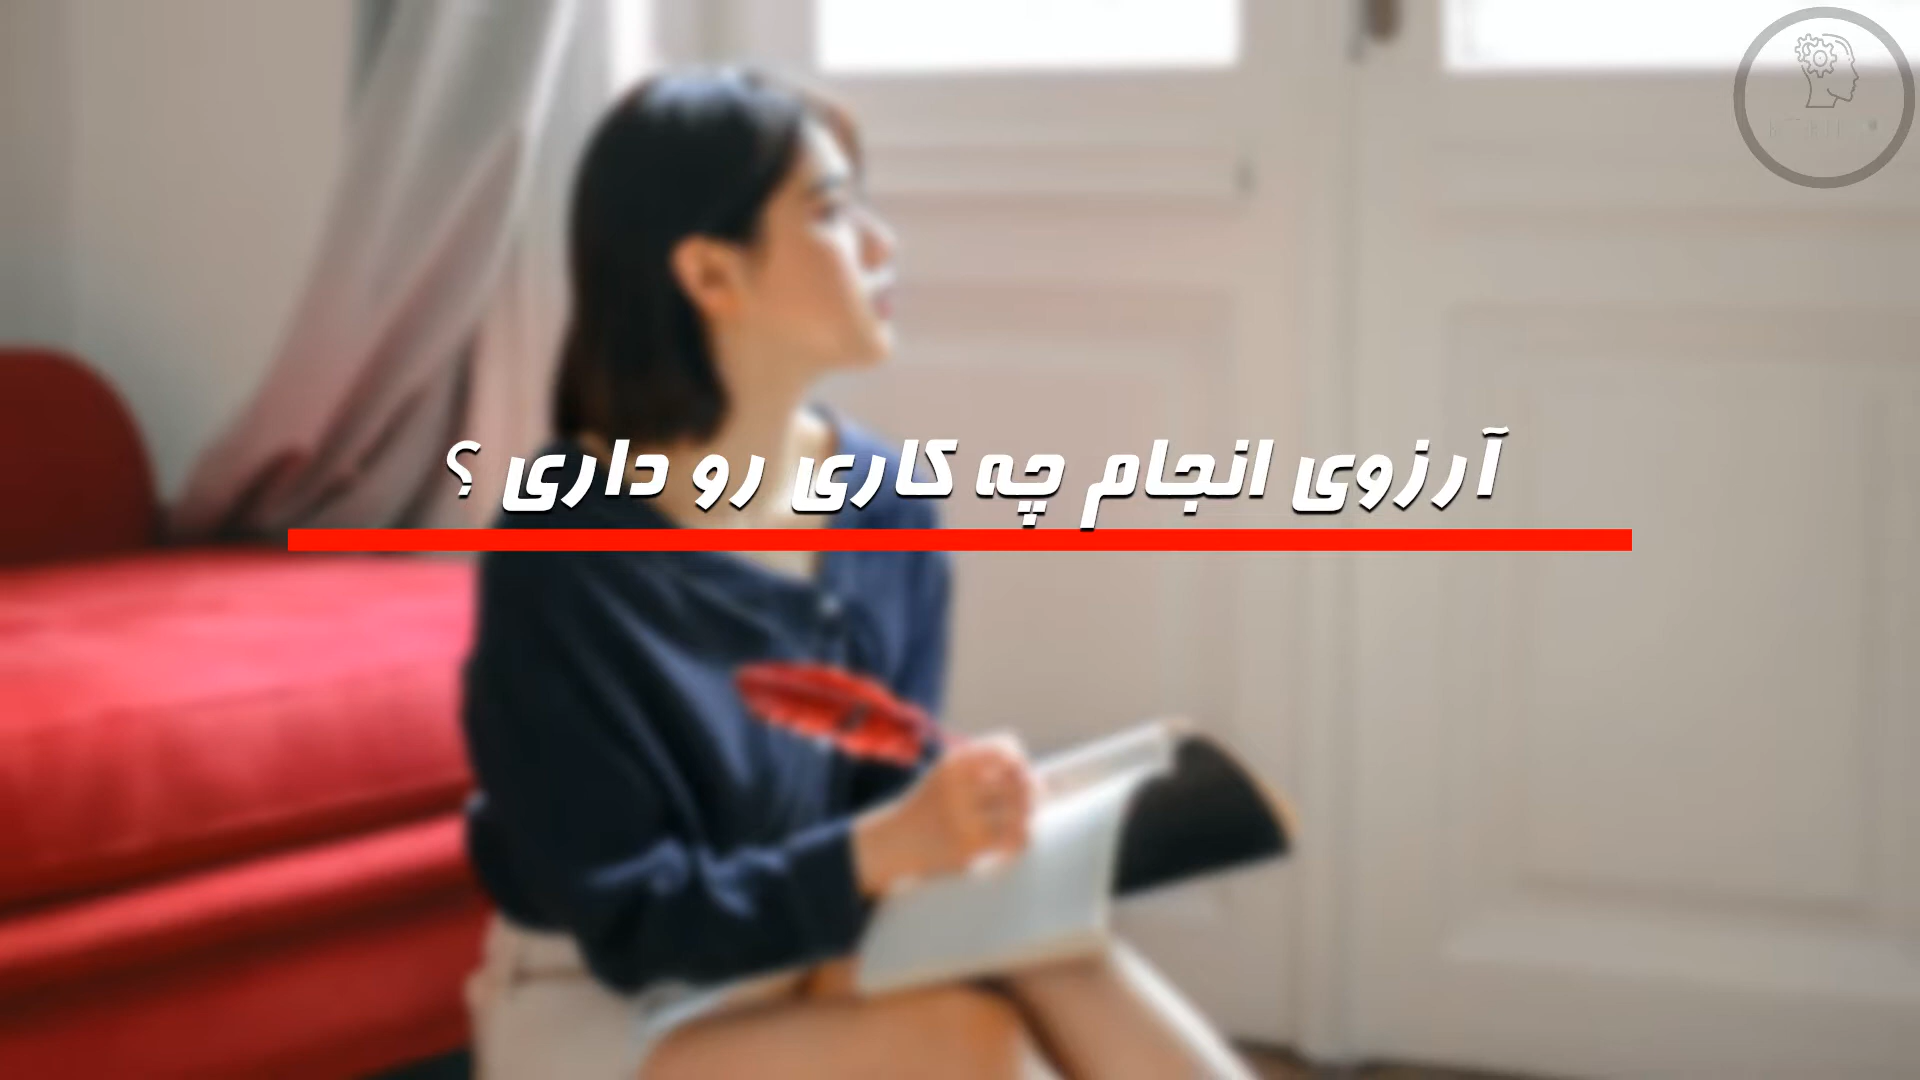 آرزوی انجام چه کاری رو داری ؟